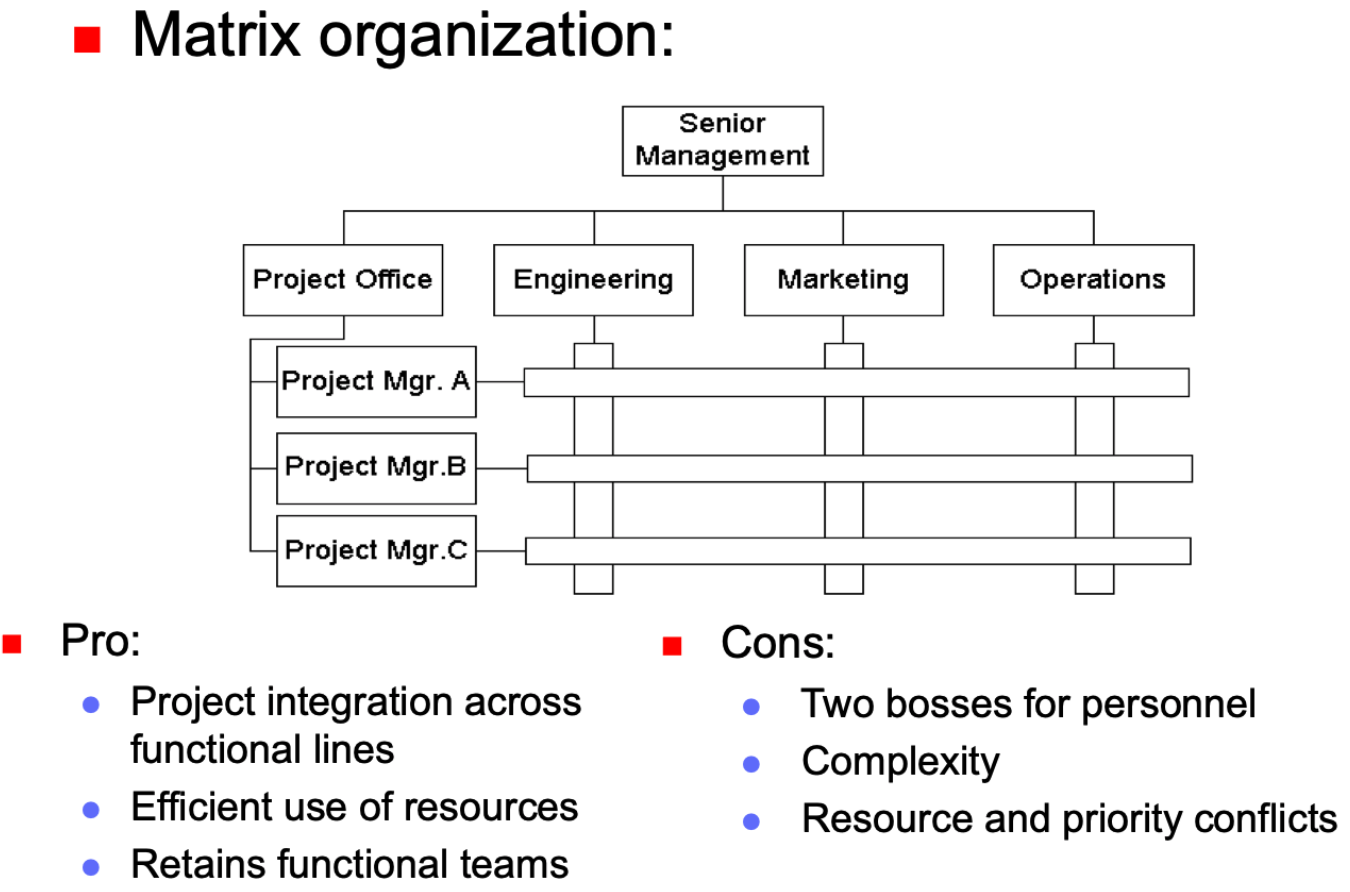 Matrix organization:
Senior
Management
Project Office
Engineering
Marketing
Operations
Project Mgr. A
Project Mgr.B
Project Mgr.C
Pro:
Project integration across
functional lines
Efficient use of resources
Retains functional teams
Cons:
Two bosses for personnel
Complexity
Resource and priority conflicts